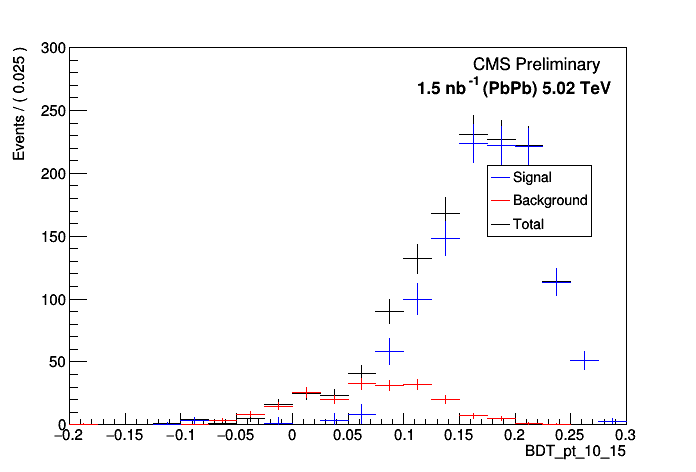 Events / ( 0.025 )
300
250
200
150
100
50
0
CMS Preliminary
1.5 nb-1 (PbPb) 5.02 TeV
Signal
Background
Total
−0.2 −0.15 −0.1 −0.05 0 0.05 0.1 0.15 0.2 0.25 0.3
BDT_pt_10_15